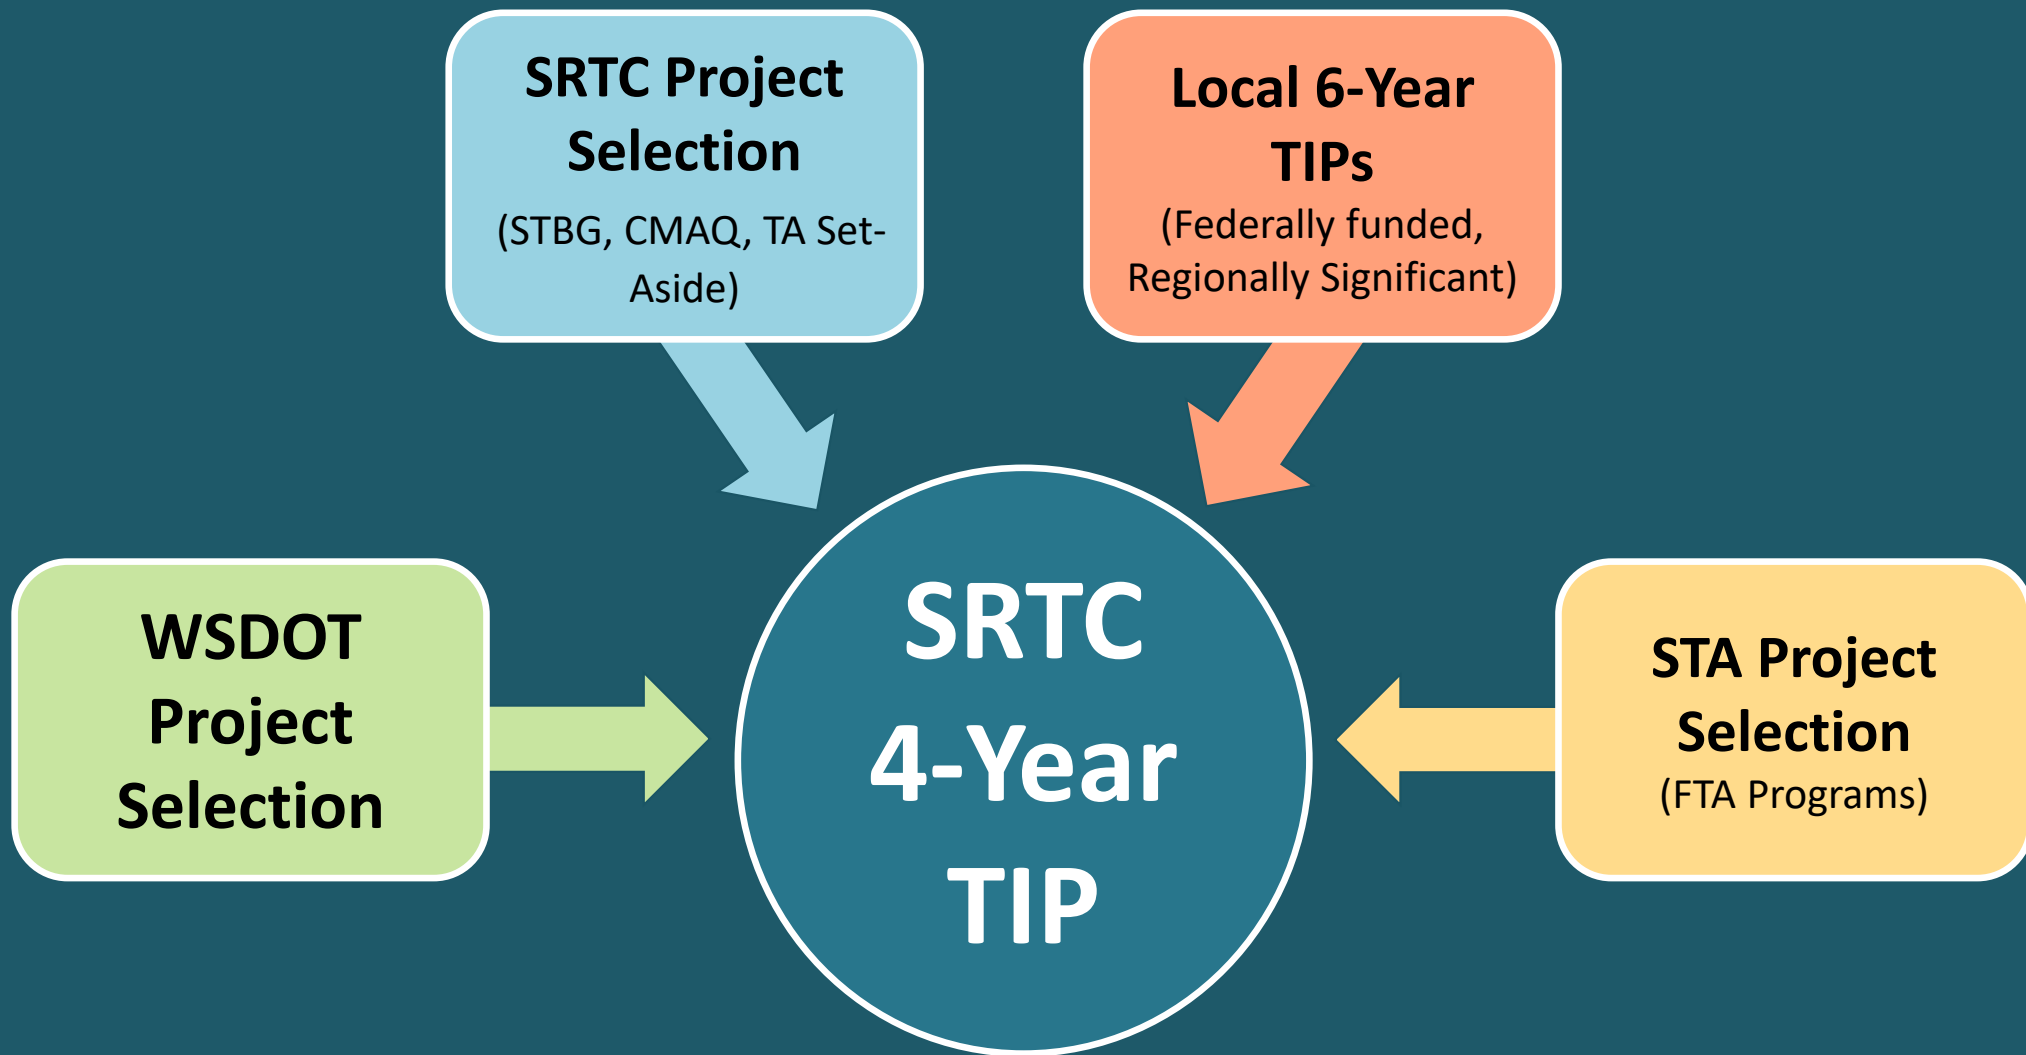 SRTC Project
Selection
(STBG, CMAQ, TA Set-
Aside)
Local 6-Year
TIPs
(Federally funded,
Regionally Significant)
WSDOT
Project
Selection
SRTC
4-Year
TIP
STA Project
Selection
(FTA Programs)